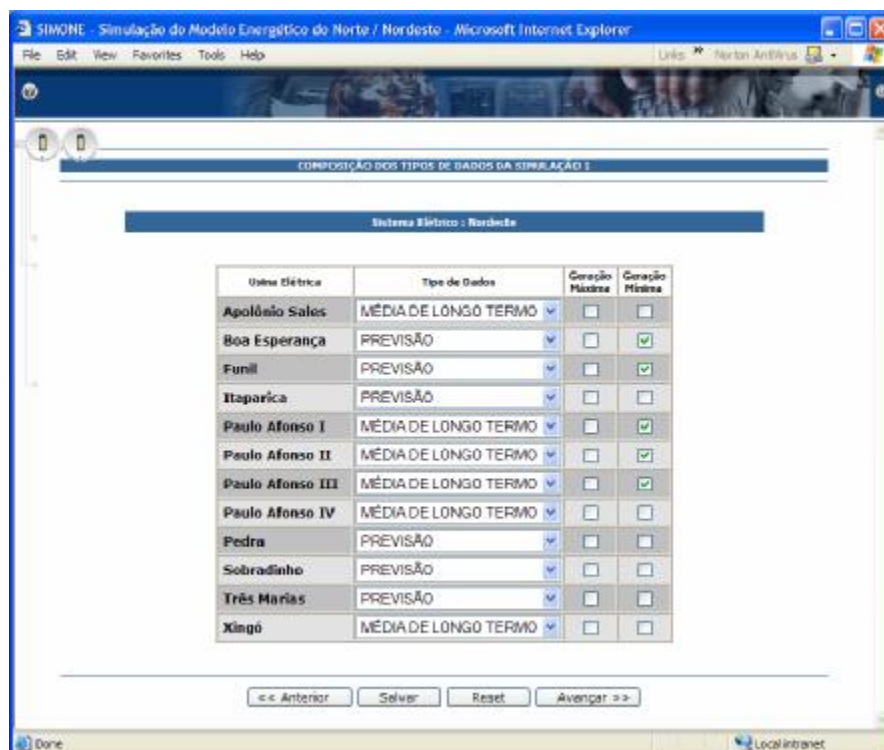 SIMONE - Simulação do Modelo Energético do Norte / Nordeste - Microsoft Internet Explorer
File Edit View Favorites Tools Help Links » Norton AntiVirus
COMPOSIÇÃO DOS TIPOS DE DADOS DA SIMULAÇÃO 1
Sistema Elétrico : Nordeste
Usina Elétrica Tipo de Dados Geração Máxima Geração Mínima
Apolônio Sales MÉDIA DE LONGO TERMO
Boa Esperança PREVISÃO
Funil PREVISÃO
Itaparica PREVISÃO
Paulo Afonso I MÉDIA DE LONGO TERMO
Paulo Afonso II MÉDIA DE LONGO TERMO
Paulo Afonso III MÉDIA DE LONGO TERMO
Paulo Afonso IV MÉDIA DE LONGO TERMO
Pedra PREVISÃO
Sobradinho PREVISÃO
Três Marias PREVISÃO
Xingó MÉDIA DE LONGO TERMO
<< Anterior Salvar Reset Avançar >>
Done Local intranet